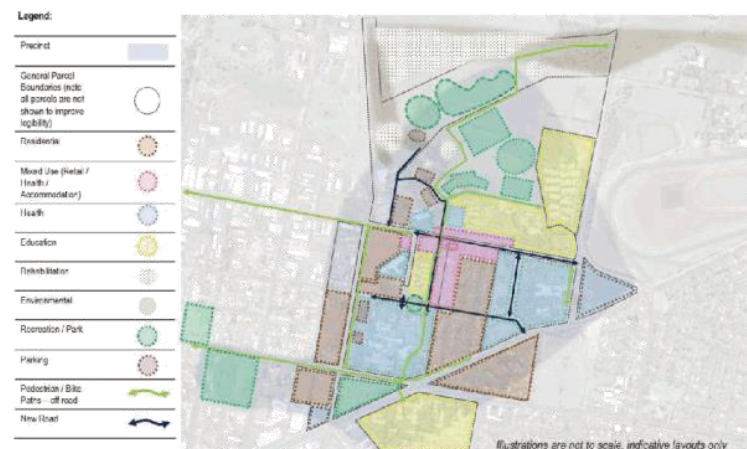 Legend:
Precinct
General Parcel
Boundaries (note
all parcels are not
shown to improve
legibility)
Residential
Mixed Use (Retail /
Health /
Accommodation)
Health
Education
Rehabilitation
Environmental
Recreation / Park
Parking
Pedestrian / Bike
Paths – off road
New Road
Illustrations are not to scale, indicative layouts only